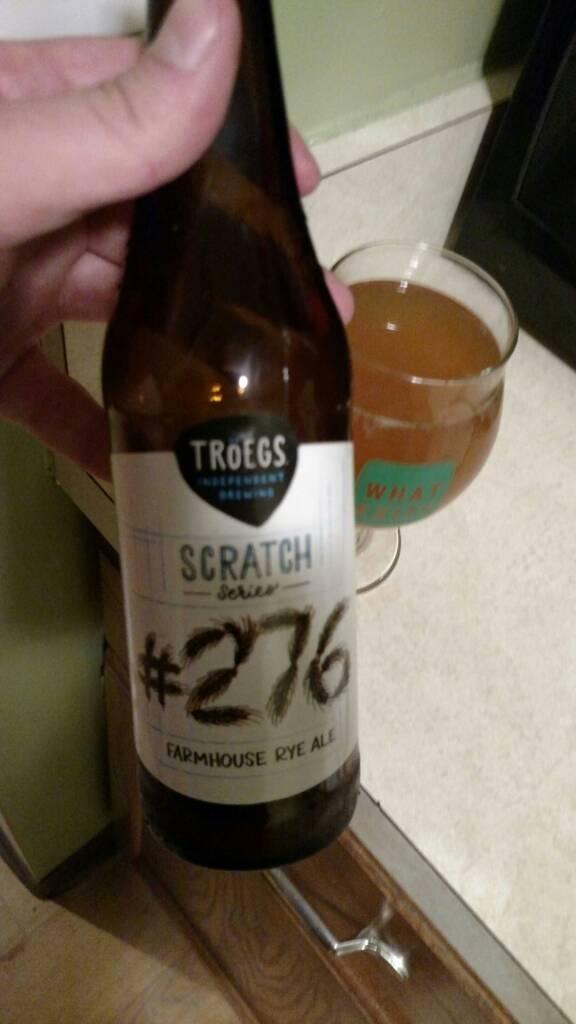 TRöEGS
INDEPENDENT
BREWING
SCRATCH
Series
#276
FARMHOUSE RYE ALE
WHAT